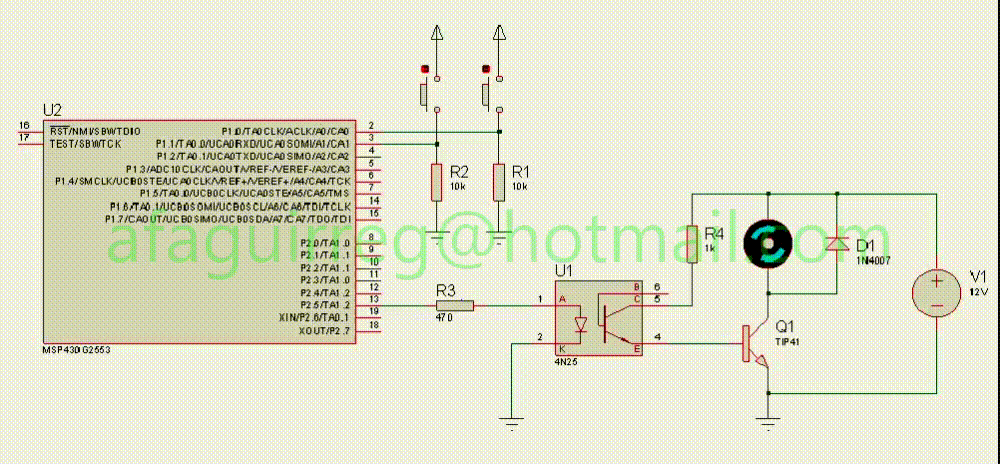 U2
16 RST/NMI/SBWTDIO
17 TEST/SBWTCK
P1.0/TA0CLK/ACLK/A0/CA0 2
P1.1/TA0.0/UCA0RXD/UCA0SOMI/A1/CA1 3
P1.2/TA0.1/UCA0TXD/UCA0SIMO/A2/CA2 4
P1.3/ADC10CLK/CAOUT/VREF-/VEREF-/A3/CA3 5
P1.4/SMCLK/UCB0STE/UCA0CLK/VREF+/VEREF+/A4/CA4/TCK 6
P1.5/TA0.0/UCB0CLK/UCA0STE/A5/CA5/TMS 7
P1.6/TA0.1/UCB0SOMI/UCB0SCL/A6/CA6/TDI/TCLK 14
P1.7/CAOUT/UCB0SIMO/UCB0SDA/A7/CA7/TDO/TDI 15
P2.0/TA1.0 8
P2.1/TA1.1 9
P2.2/TA1.1 10
P2.3/TA1.0 11
P2.4/TA1.2 12
P2.5/TA1.2 13
XIN/P2.6/TA0.1 19
XOUT/P2.7 18
MSP430G2553
R2
10k
R1
10k
afaguirreg@hotmail.com
R3
470
U1
1 A
2 K
B 6
C 5
E 4
4N25
R4
1k
D1
1N4007
Q1
TIP41
V1
12V